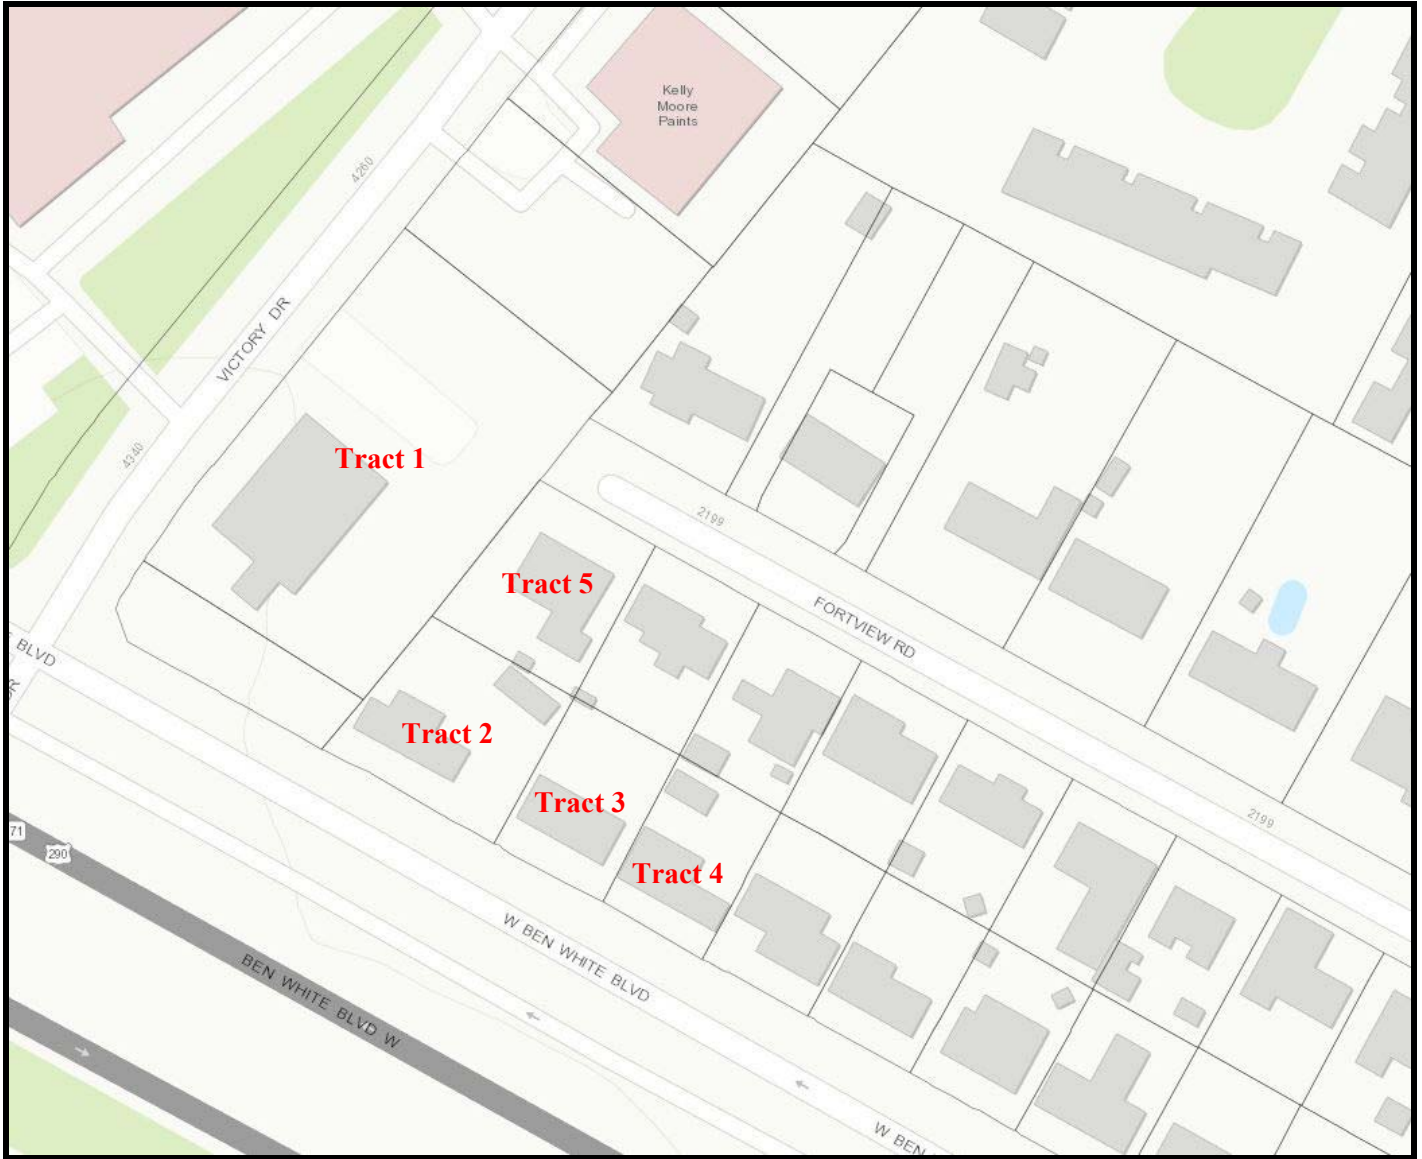 Kelly
Moore
Paints
4260
VICTORY DR
4340
Tract 1
2199
Tract 5
FORTVIEW RD
BLVD
Tract 2
Tract 3
2199
71
290
Tract 4
W BEN WHITE BLVD
BEN WHITE BLVD W
W BEN